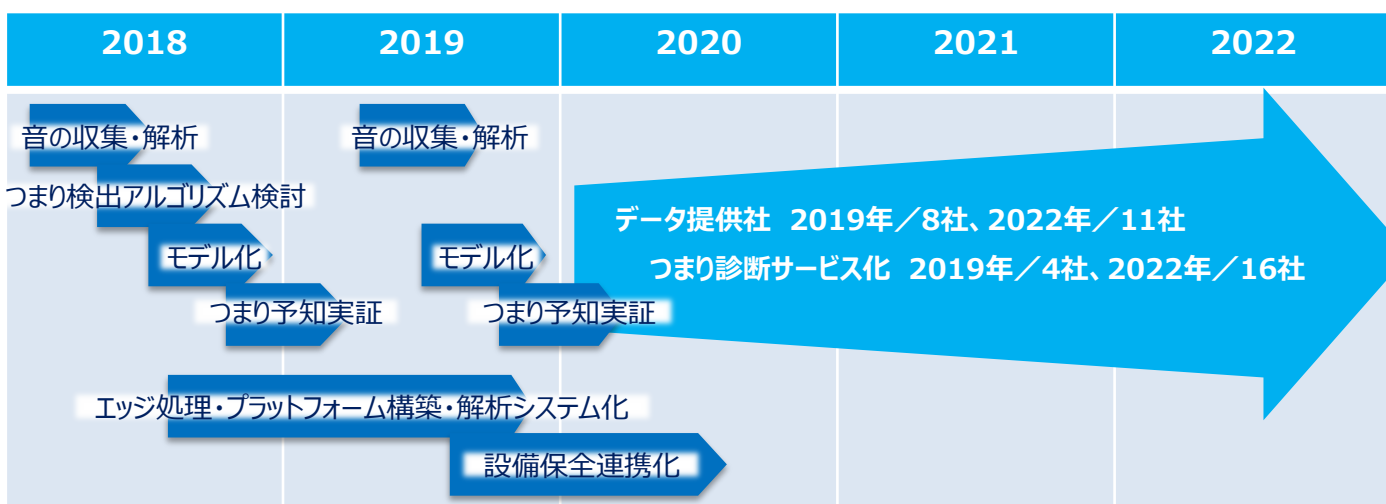 2018
2019
2020
2021
2022
音の収集・解析
音の収集・解析
つまり検出アルゴリズム検討
モデル化
モデル化
つまり予知実証
つまり予知実証
データ提供社 2019年／8社、2022年／11社
つまり診断サービス化 2019年／4社、2022年／16社
エッジ処理・プラットフォーム構築・解析システム化
設備保全連携化